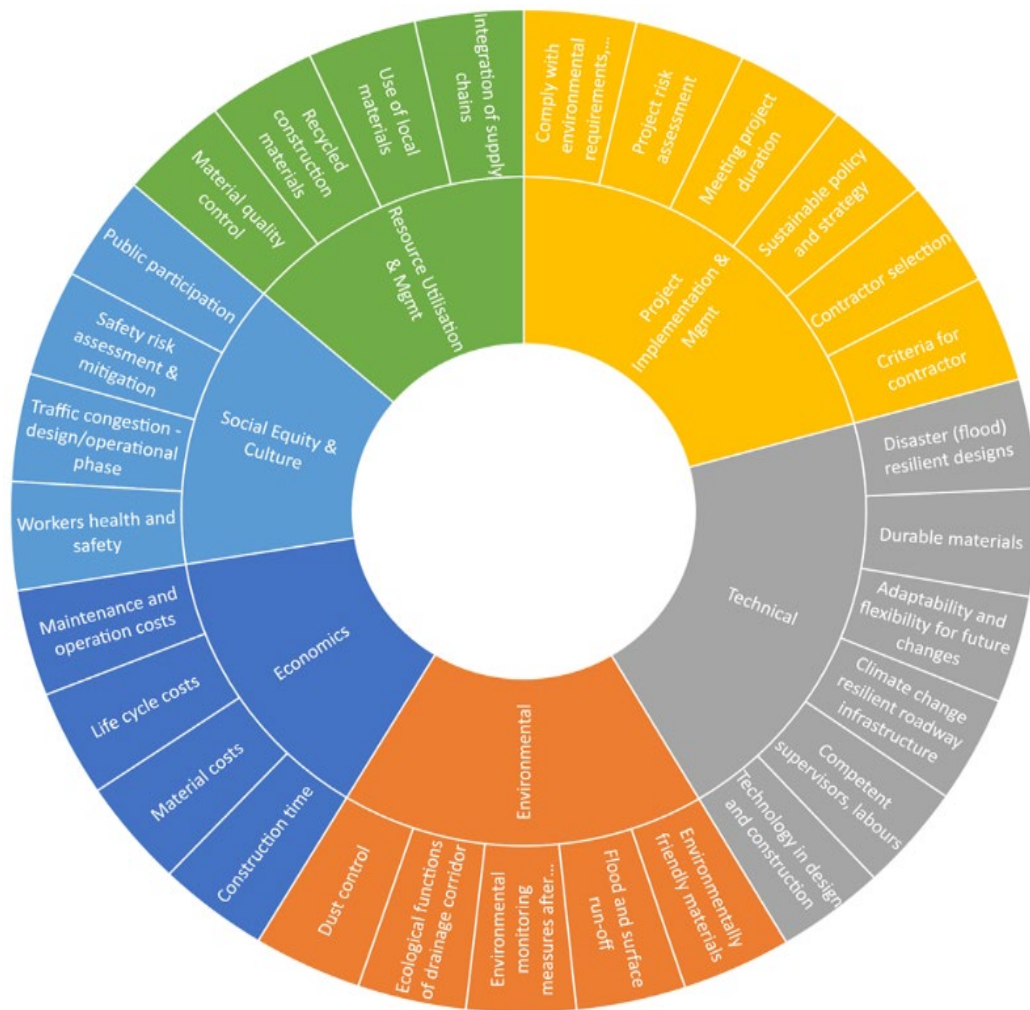 Project
Implementation &
Mgmt
Comply with
environmental
requirements,...
Project risk
assessment
Meeting project
duration
Sustainable policy
and strategy
Contractor selection
Criteria for
contractor
Technical
Disaster (flood)
resilient designs
Durable materials
Adaptability and
flexibility for future
changes
Climate change
resilient roadway
infrastructure
Competent
supervisors, labours
Technology in design
and construction
Environmental
Environmentally
friendly materials
Flood and surface
run-off
Environmental
monitoring
measures after...
Ecological functions
of drainage corridor
Dust control
Economics
Construction time
Material costs
Life cycle costs
Maintenance and
operation costs
Social Equity &
Culture
Workers health and
safety
Traffic congestion -
design/operational
phase
Safety risk
assessment &
mitigation
Public participation
Resource Utilisation
& Mgmt
Material quality
control
Recycled
construction
materials
Use of local
materials
Integration of supply
chains